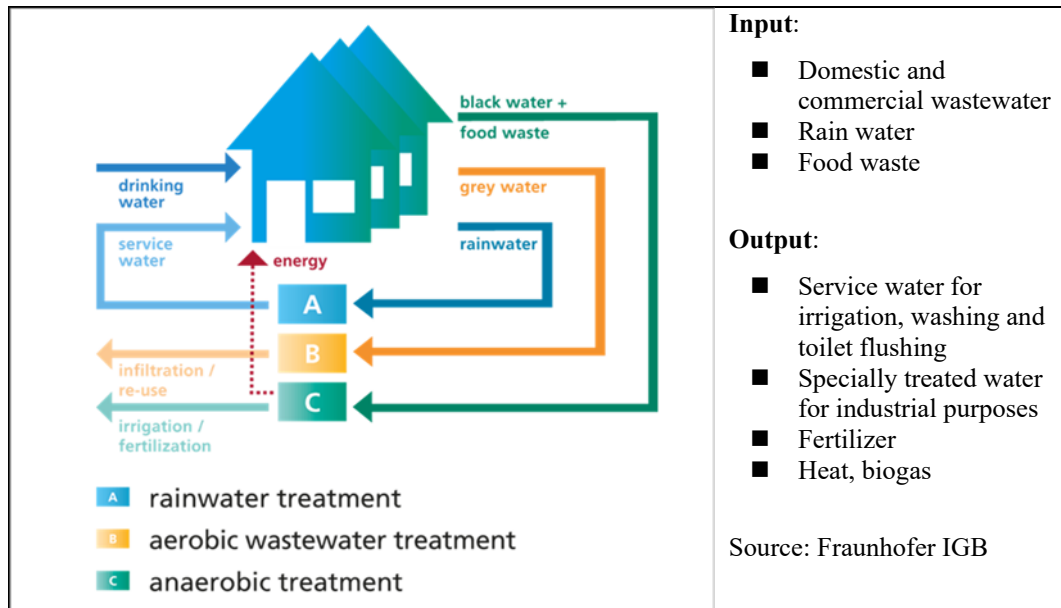 black water +
food waste
drinking
water
grey water
service
water
rainwater
energy
A
B
infiltration /
re-use
C
irrigation /
fertilization
A rainwater treatment
B aerobic wastewater treatment
C anaerobic treatment
Input:
■ Domestic and
commercial wastewater
■ Rain water
■ Food waste
Output:
■ Service water for
irrigation, washing and
toilet flushing
■ Specially treated water
for industrial purposes
■ Fertilizer
■ Heat, biogas
Source: Fraunhofer IGB